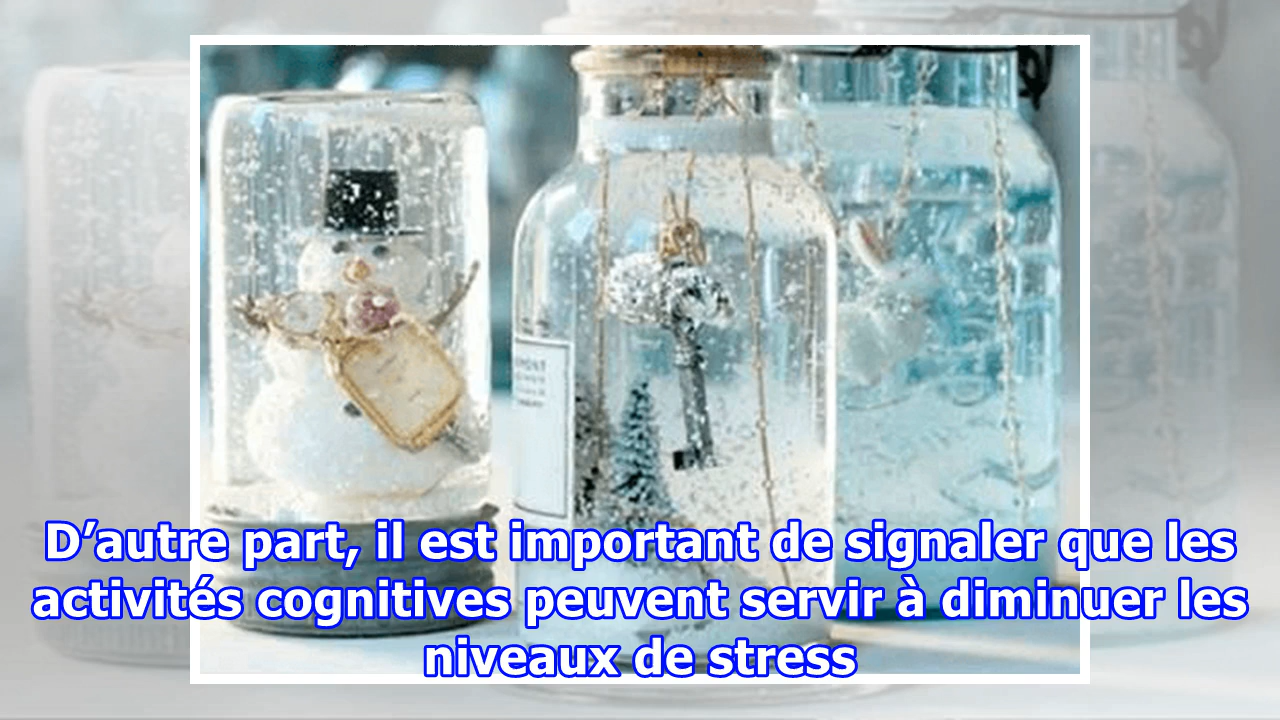 D’autre part, il est important de signaler que les
activités cognitives peuvent servir à diminuer les
niveaux de stress